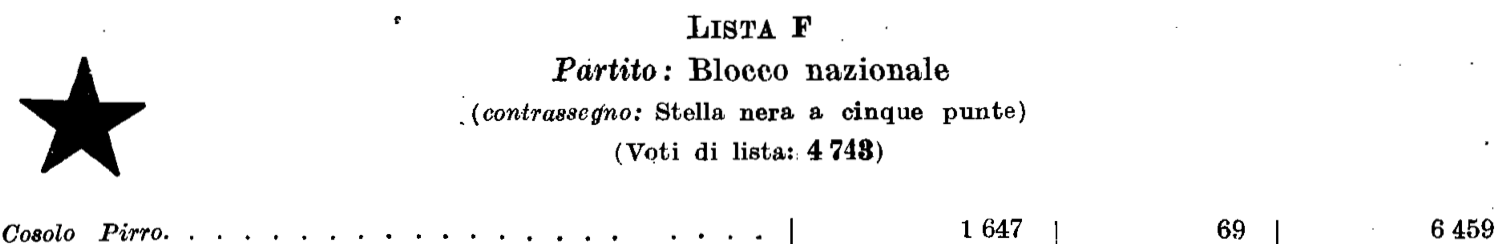 LISTA F
Partito: Blocco nazionale
(contrassegno: Stella nera a cinque punte)
(Voti di lista: 4 743)
Cosolo Pirro. . . . . . . . . . . . . . . . . . . . . | 1 647 | 69 | 6 459